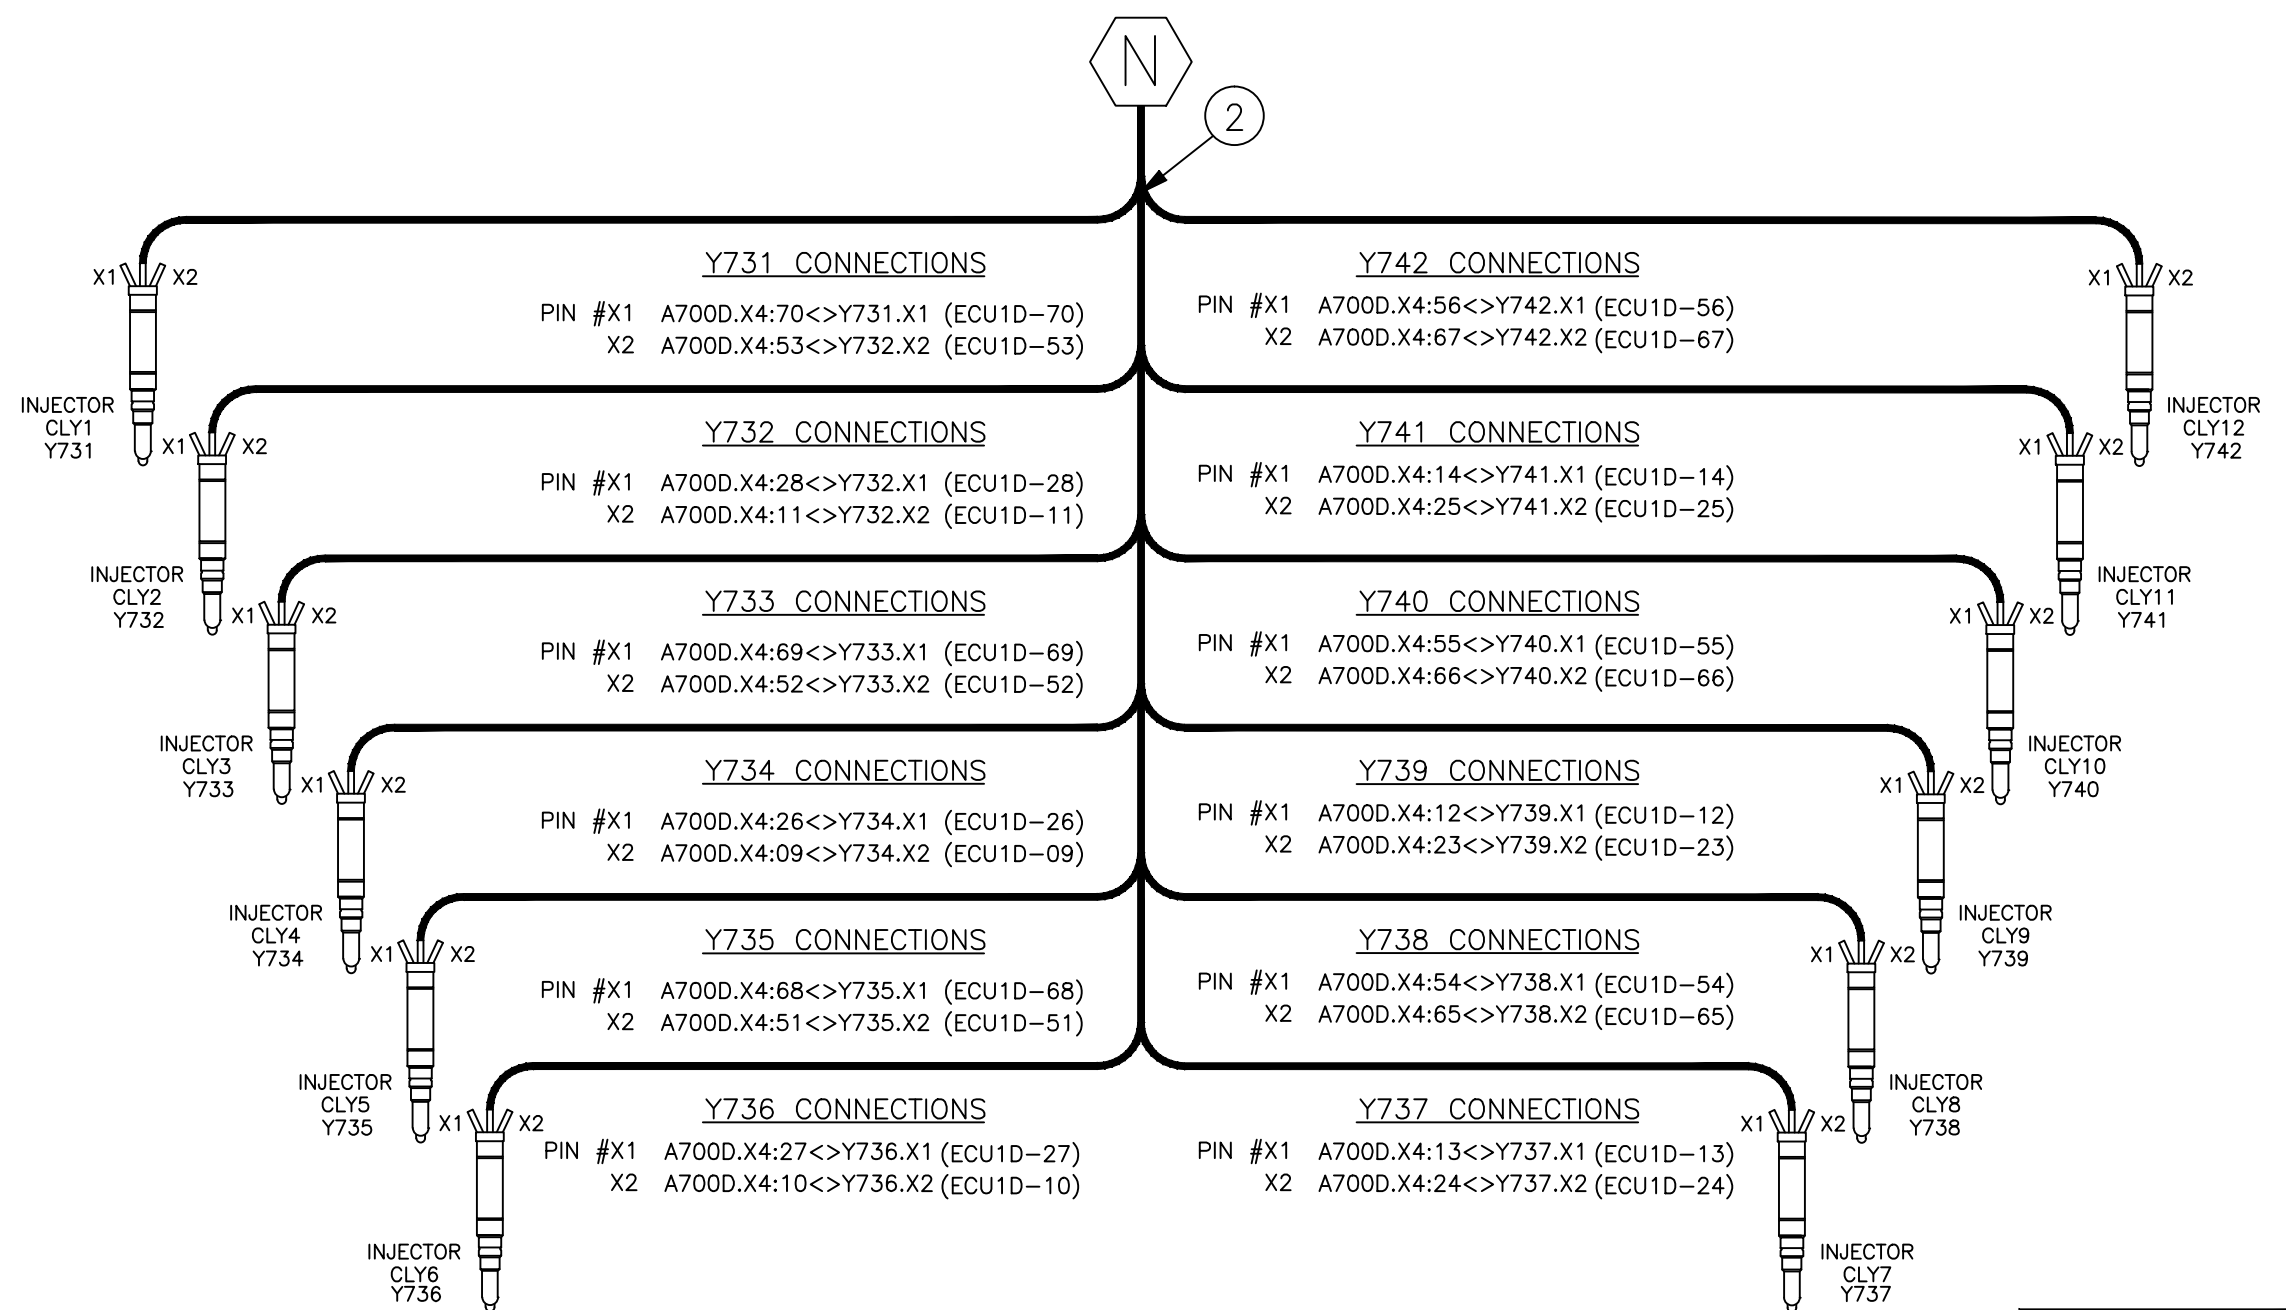 N
2
Y731 CONNECTIONS
PIN #X1 A700D.X4:70<>Y731.X1 (ECU1D-70)
X2 A700D.X4:53<>Y732.X2 (ECU1D-53)
Y742 CONNECTIONS
PIN #X1 A700D.X4:56<>Y742.X1 (ECU1D-56)
X2 A700D.X4:67<>Y742.X2 (ECU1D-67)
X1 X2
INJECTOR
CLY1
Y731
X1 X2
INJECTOR
CLY12
Y742
Y732 CONNECTIONS
PIN #X1 A700D.X4:28<>Y732.X1 (ECU1D-28)
X2 A700D.X4:11<>Y732.X2 (ECU1D-11)
Y741 CONNECTIONS
PIN #X1 A700D.X4:14<>Y741.X1 (ECU1D-14)
X2 A700D.X4:25<>Y741.X2 (ECU1D-25)
X1 X2
INJECTOR
CLY2
Y732
X1 X2
INJECTOR
CLY11
Y741
Y733 CONNECTIONS
PIN #X1 A700D.X4:69<>Y733.X1 (ECU1D-69)
X2 A700D.X4:52<>Y733.X2 (ECU1D-52)
Y740 CONNECTIONS
PIN #X1 A700D.X4:55<>Y740.X1 (ECU1D-55)
X2 A700D.X4:66<>Y740.X2 (ECU1D-66)
X1 X2
INJECTOR
CLY3
Y733
X1 X2
INJECTOR
CLY10
Y740
Y734 CONNECTIONS
PIN #X1 A700D.X4:26<>Y734.X1 (ECU1D-26)
X2 A700D.X4:09<>Y734.X2 (ECU1D-09)
Y739 CONNECTIONS
PIN #X1 A700D.X4:12<>Y739.X1 (ECU1D-12)
X2 A700D.X4:23<>Y739.X2 (ECU1D-23)
X1 X2
INJECTOR
CLY4
Y734
X1 X2
INJECTOR
CLY9
Y739
Y735 CONNECTIONS
PIN #X1 A700D.X4:68<>Y735.X1 (ECU1D-68)
X2 A700D.X4:51<>Y735.X2 (ECU1D-51)
Y738 CONNECTIONS
PIN #X1 A700D.X4:54<>Y738.X1 (ECU1D-54)
X2 A700D.X4:65<>Y738.X2 (ECU1D-65)
X1 X2
INJECTOR
CLY5
Y735
X1 X2
INJECTOR
CLY8
Y738
Y736 CONNECTIONS
PIN #X1 A700D.X4:27<>Y736.X1 (ECU1D-27)
X2 A700D.X4:10<>Y736.X2 (ECU1D-10)
Y737 CONNECTIONS
PIN #X1 A700D.X4:13<>Y737.X1 (ECU1D-13)
X2 A700D.X4:24<>Y737.X2 (ECU1D-24)
X1 X2
INJECTOR
CLY6
Y736
X1 X2
INJECTOR
CLY7
Y737